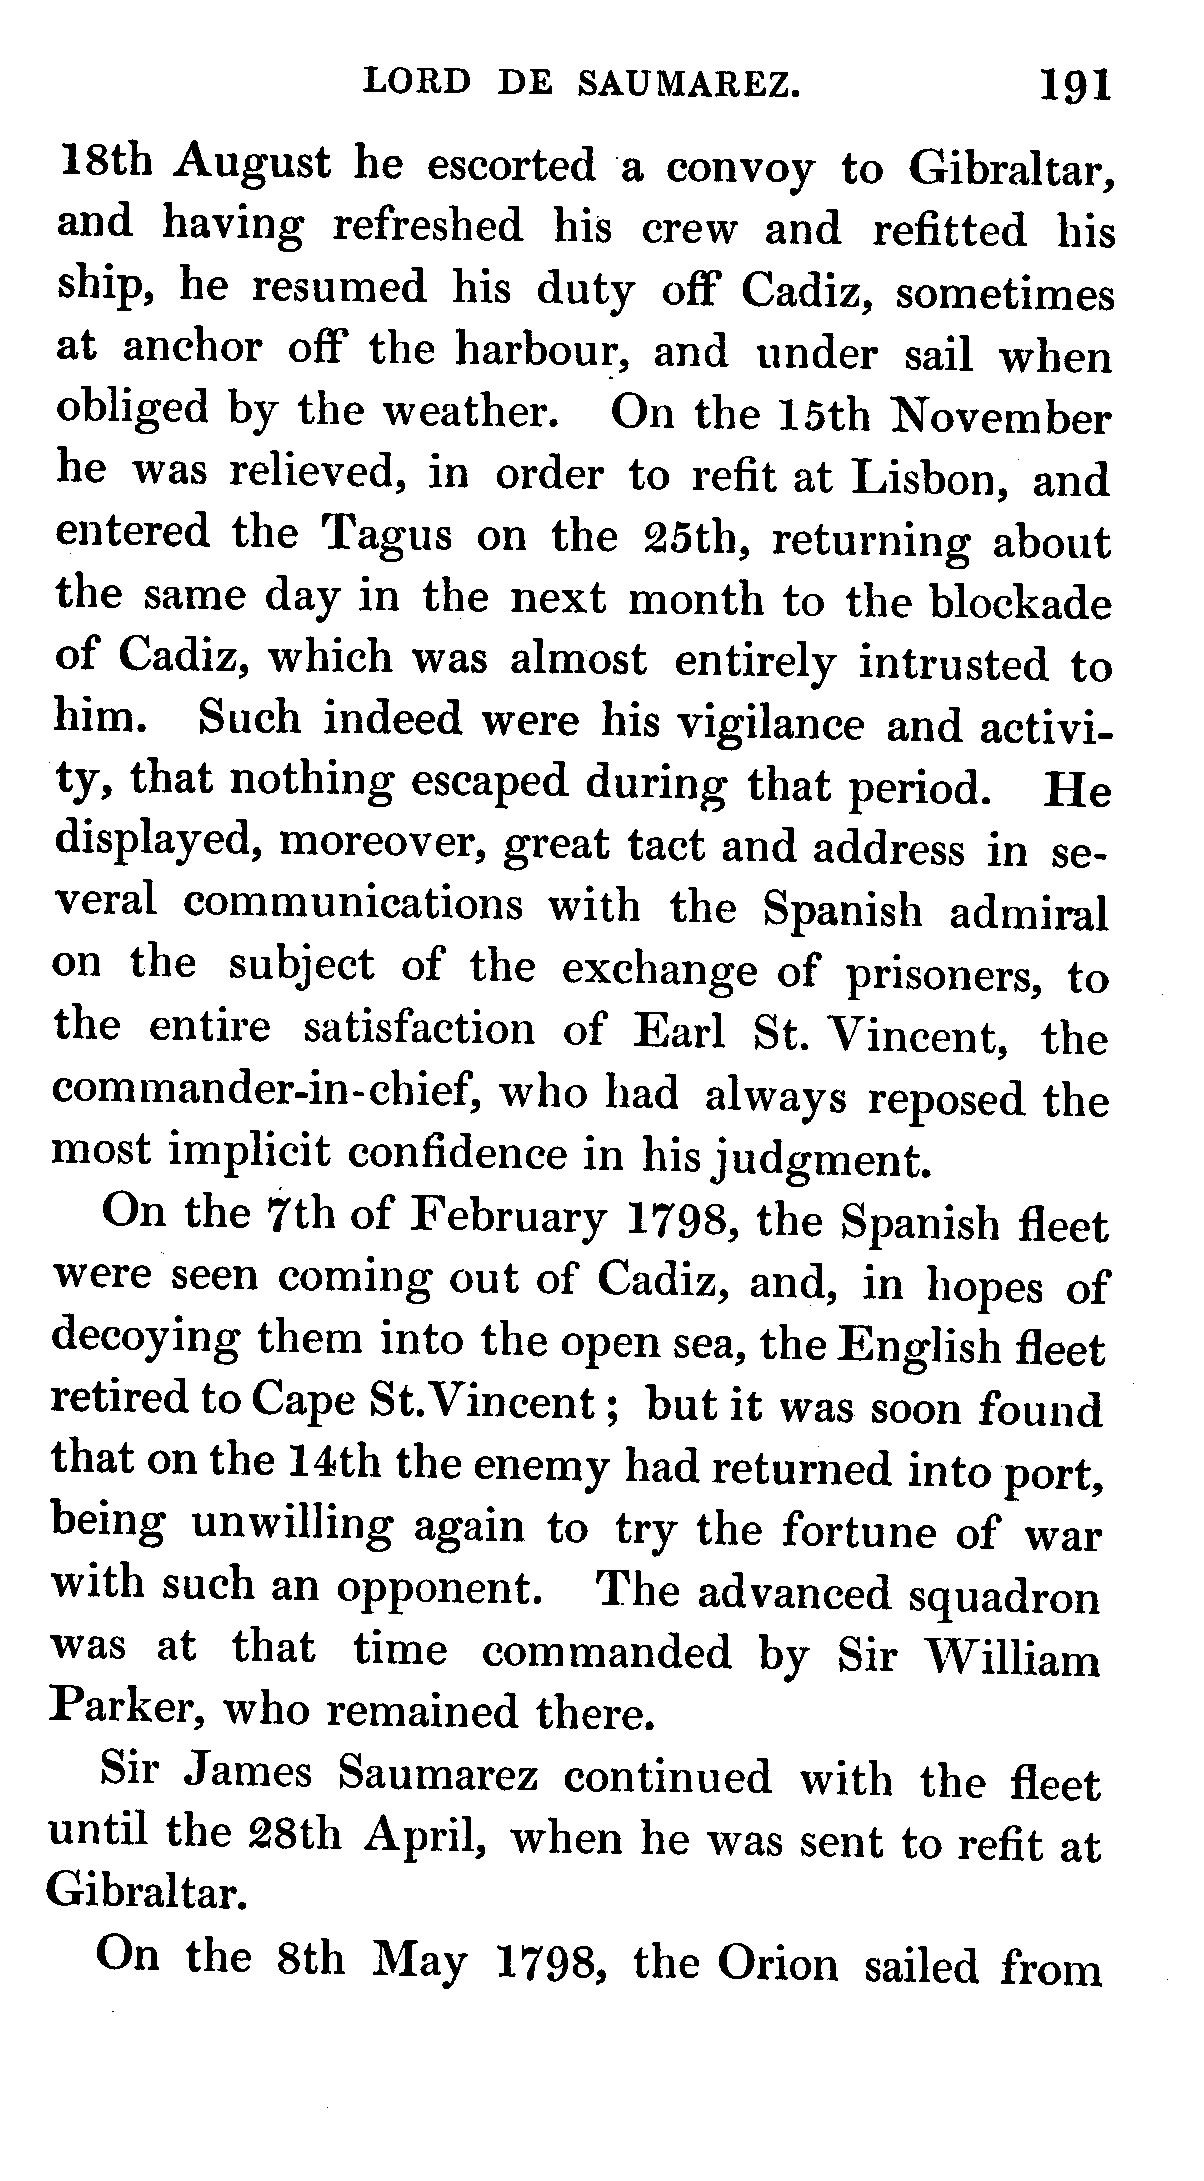 LORD DE SAUMAREZ. 191
18th August he escorted a convoy to Gibraltar,
and having refreshed his crew and refitted his
ship, he resumed his duty off Cadiz, sometimes
at anchor off the harbour, and under sail when
obliged by the weather. On the 15th November
he was relieved, in order to refit at Lisbon, and
entered the Tagus on the 25th, returning about
the same day in the next month to the blockade
of Cadiz, which was almost entirely intrusted to
him. Such indeed were his vigilance and activi-
ty, that nothing escaped during that period. He
displayed, moreover, great tact and address in se-
veral communications with the Spanish admiral
on the subject of the exchange of prisoners, to
the entire satisfaction of Earl St. Vincent, the
commander-in-chief, who had always reposed the
most implicit confidence in his judgment.
On the 7th of February 1798, the Spanish fleet
were seen coming out of Cadiz, and, in hopes of
decoying them into the open sea, the English fleet
retired to Cape St. Vincent; but it was soon found
that on the 14th the enemy had returned into port,
being unwilling again to try the fortune of war
with such an opponent. The advanced squadron
was at that time commanded by Sir William
Parker, who remained there.
Sir James Saumarez continued with the fleet
until the 28th April, when he was sent to refit at
Gibraltar.
On the 8th May 1798, the Orion sailed from